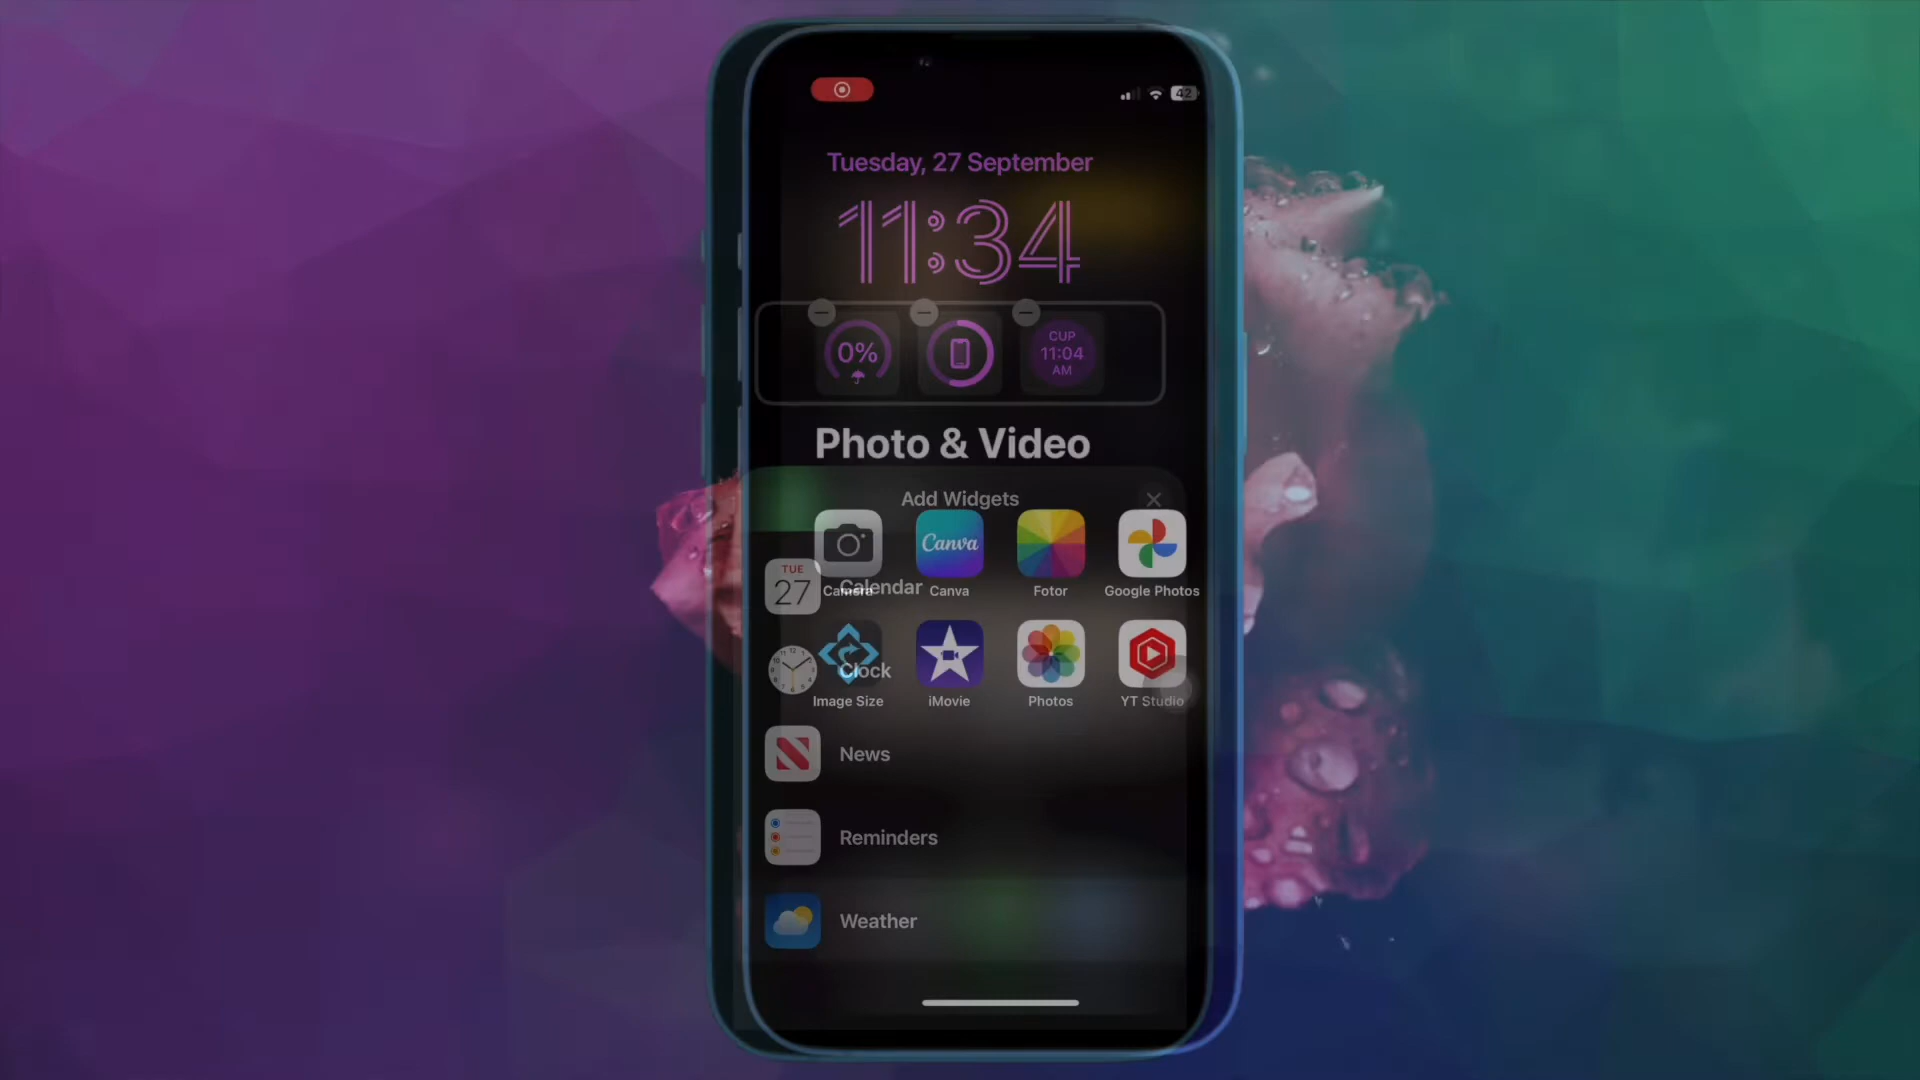 42
Tuesday, 27 September
11:34
0%
CUP
11:04
AM
Photo & Video
Add Widgets
Canva
TUE
27
Calendar
Camera
Canva
Fotor
Google Photos
Clock
Image Size
iMovie
Photos
YT Studio
News
Reminders
Weather